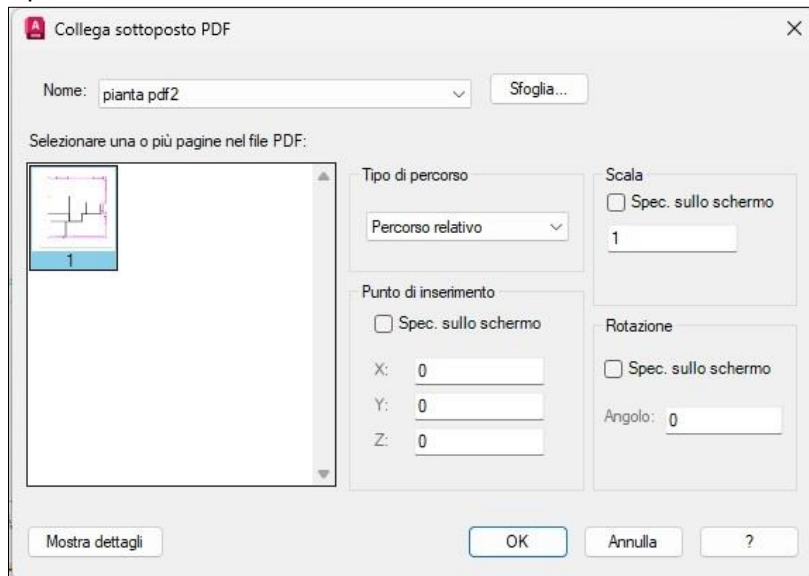 Collega sottoposto PDF
Nome: pianta pdf2 Sfoglia...
Selezionare una o più pagine nel file PDF:
1
Tipo di percorso
Percorso relativo
Scala
Spec. sullo schermo
1
Punto di inserimento
Spec. sullo schermo
X: 0
Y: 0
Z: 0
Rotazione
Spec. sullo schermo
Angolo: 0
Mostra dettagli OK Annulla ?